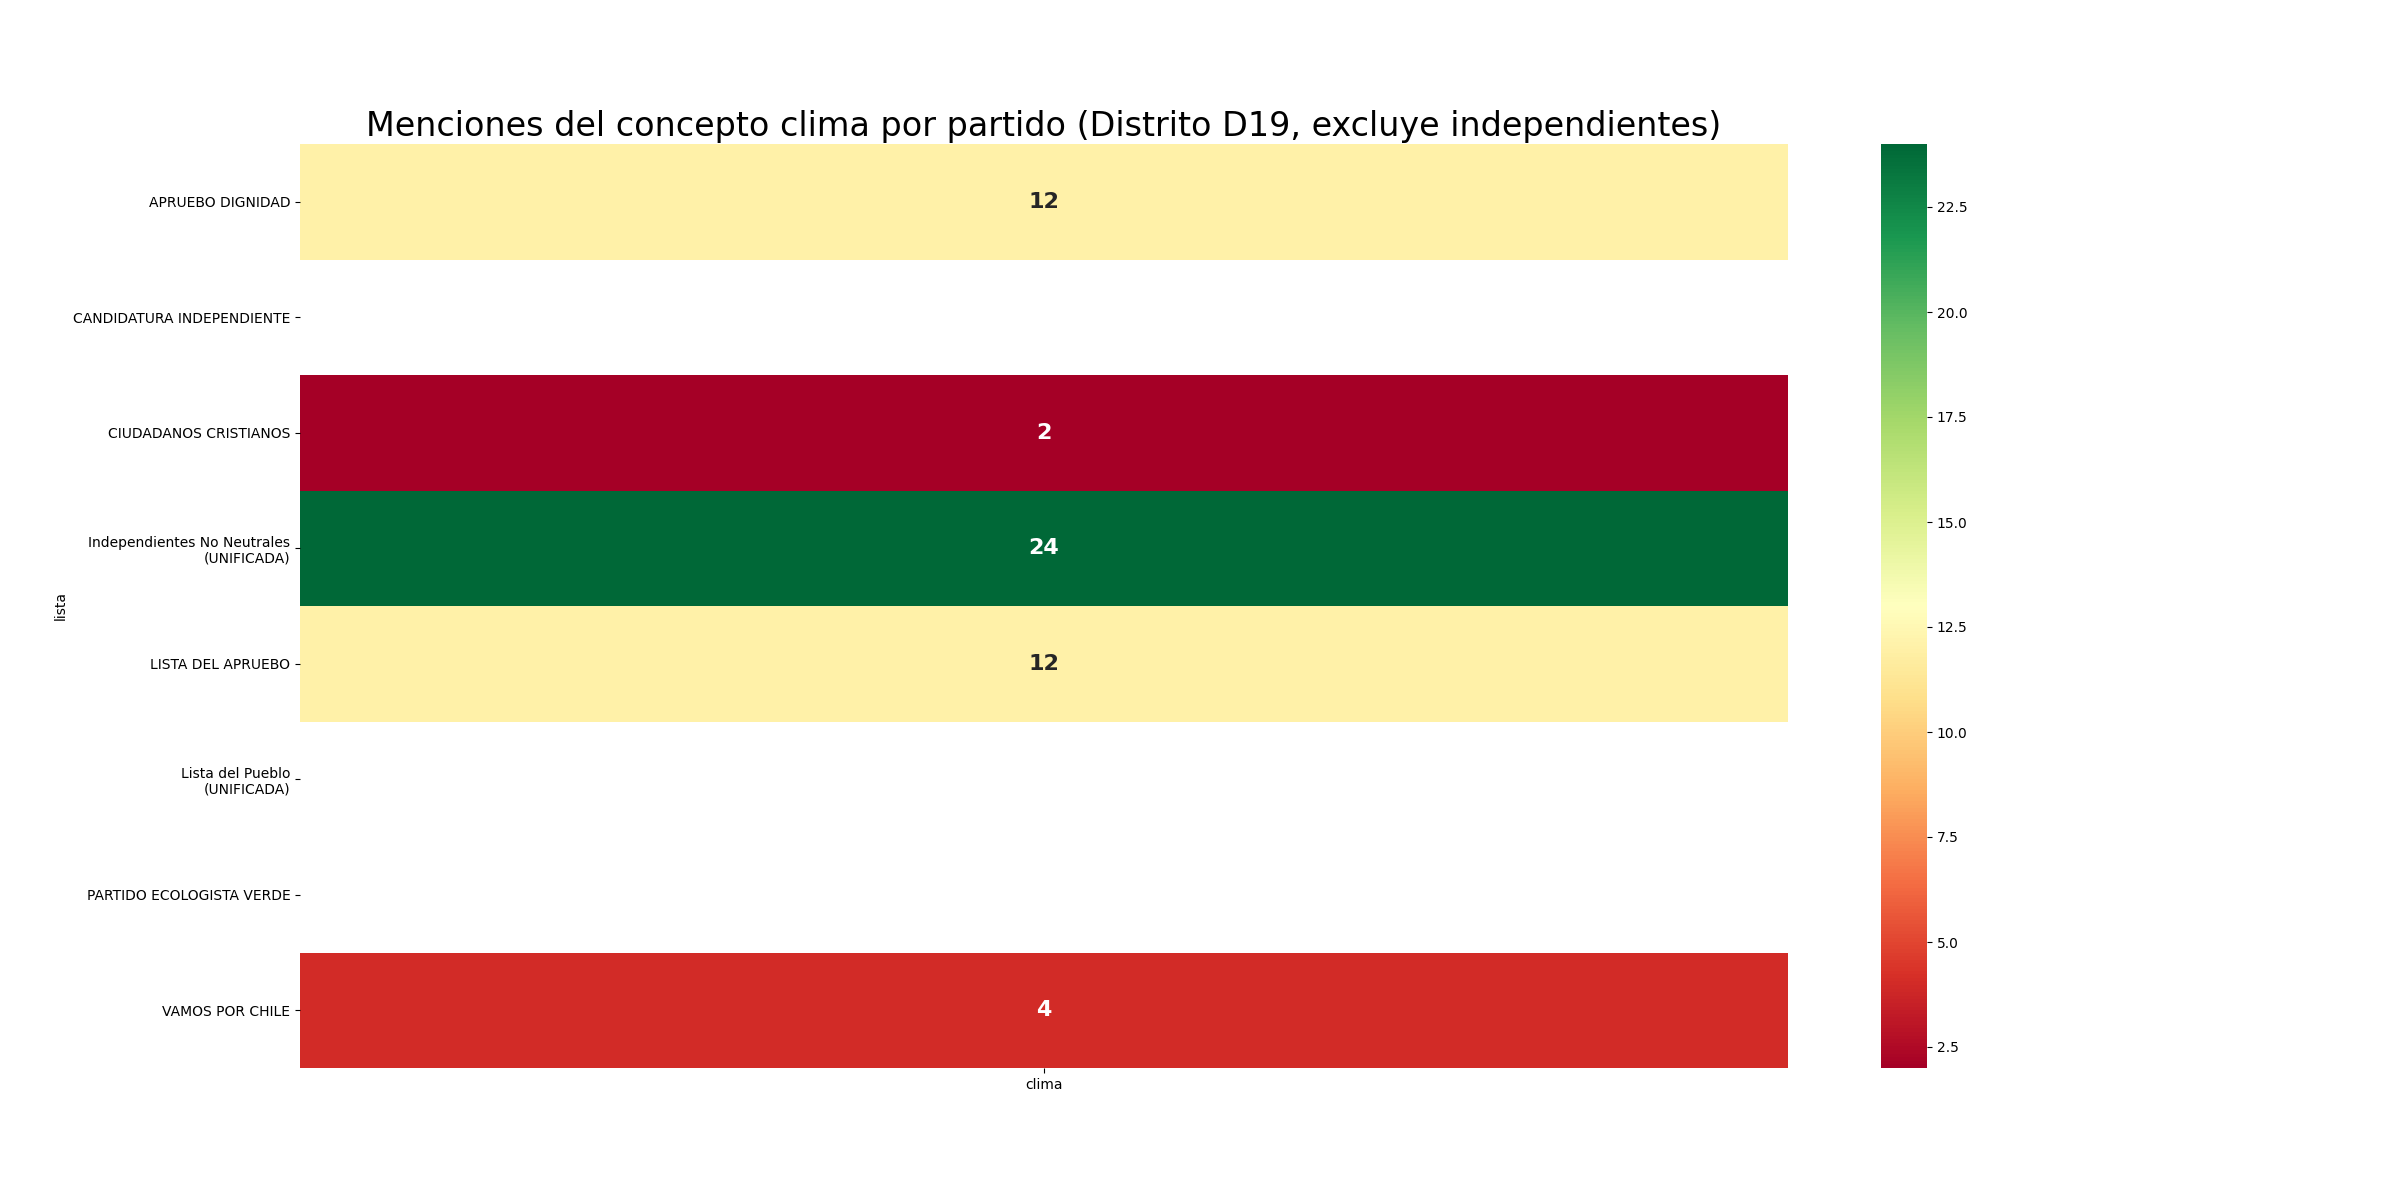 Menciones del concepto clima por partido (Distrito D19, excluye independientes)
APRUEBO DIGNIDAD
12
CANDIDATURA INDEPENDIENTE
CIUDADANOS CRISTIANOS
2
Independientes No Neutrales
(UNIFICADA)
24
lista
LISTA DEL APRUEBO
12
Lista del Pueblo
(UNIFICADA)
PARTIDO ECOLOGISTA VERDE
VAMOS POR CHILE
4
clima
22.5
20.0
17.5
15.0
12.5
10.0
7.5
5.0
2.5